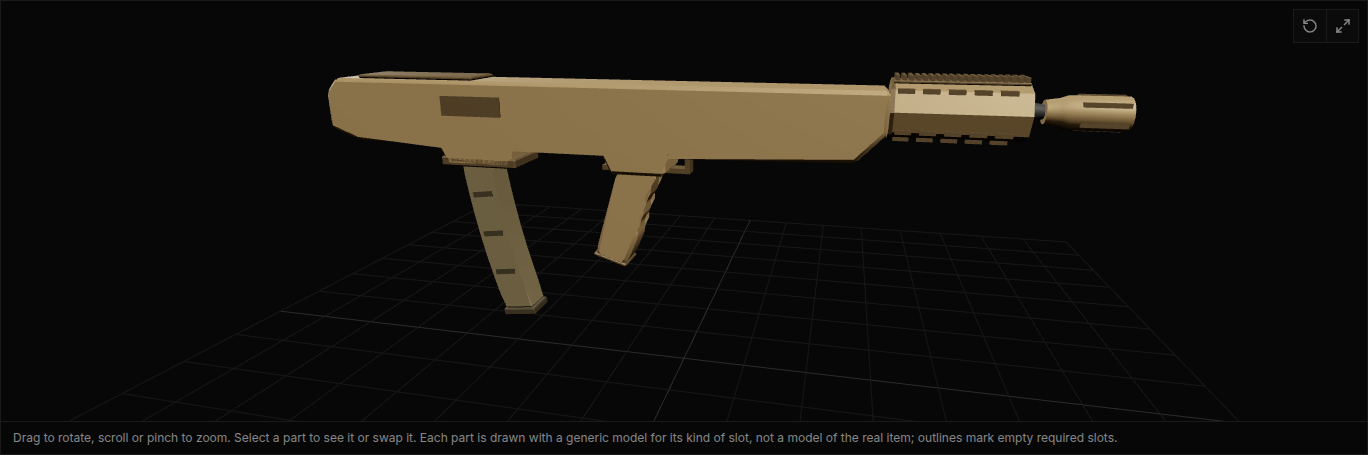 Drag to rotate, scroll or pinch to zoom. Select a part to see it or swap it. Each part is drawn with a generic model for its kind of slot, not a model of the real item; outlines mark empty required slots.